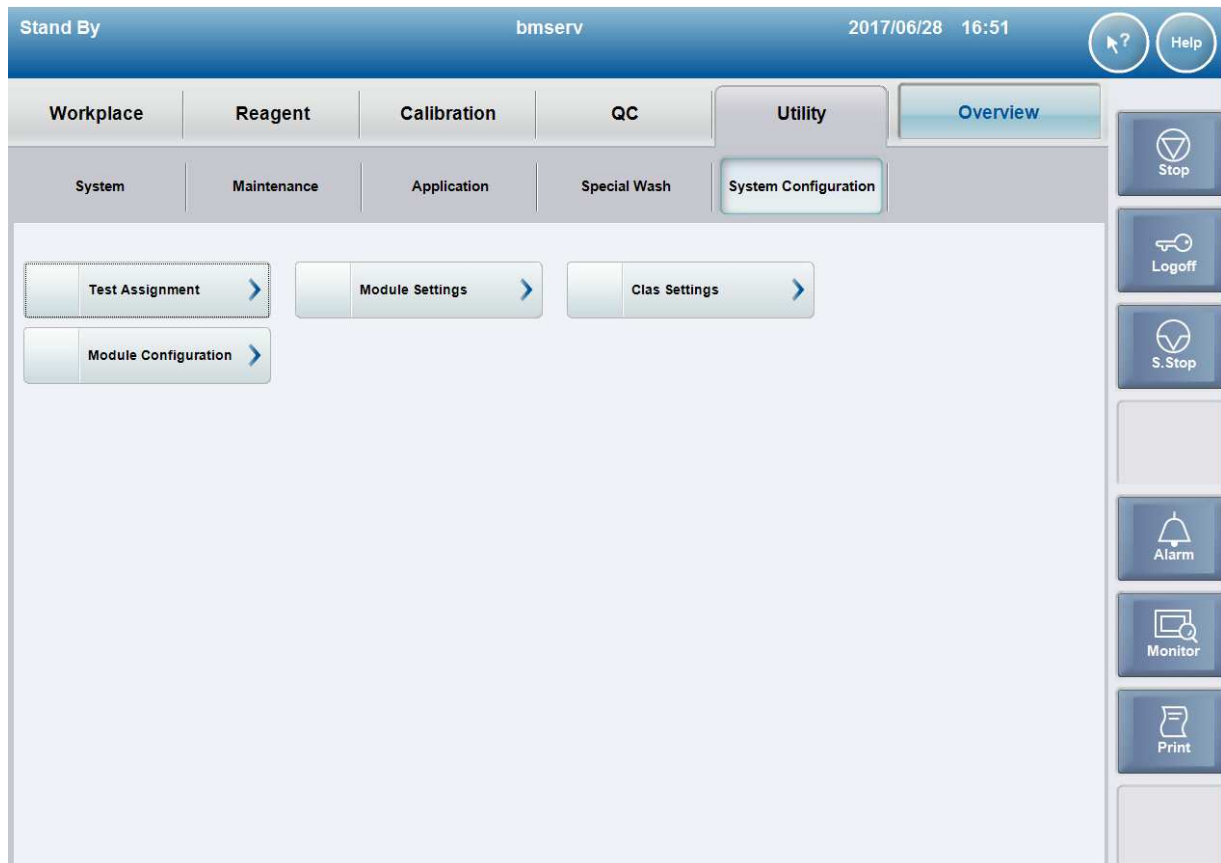 Stand By bmserv 2017/06/28 16:51 ? Help
Workplace Reagent Calibration QC Utility Overview
System Maintenance Application Special Wash System Configuration
Test Assignment Module Settings Clas Settings
Module Configuration
Stop
Logoff
S.Stop
Alarm
Monitor
Print